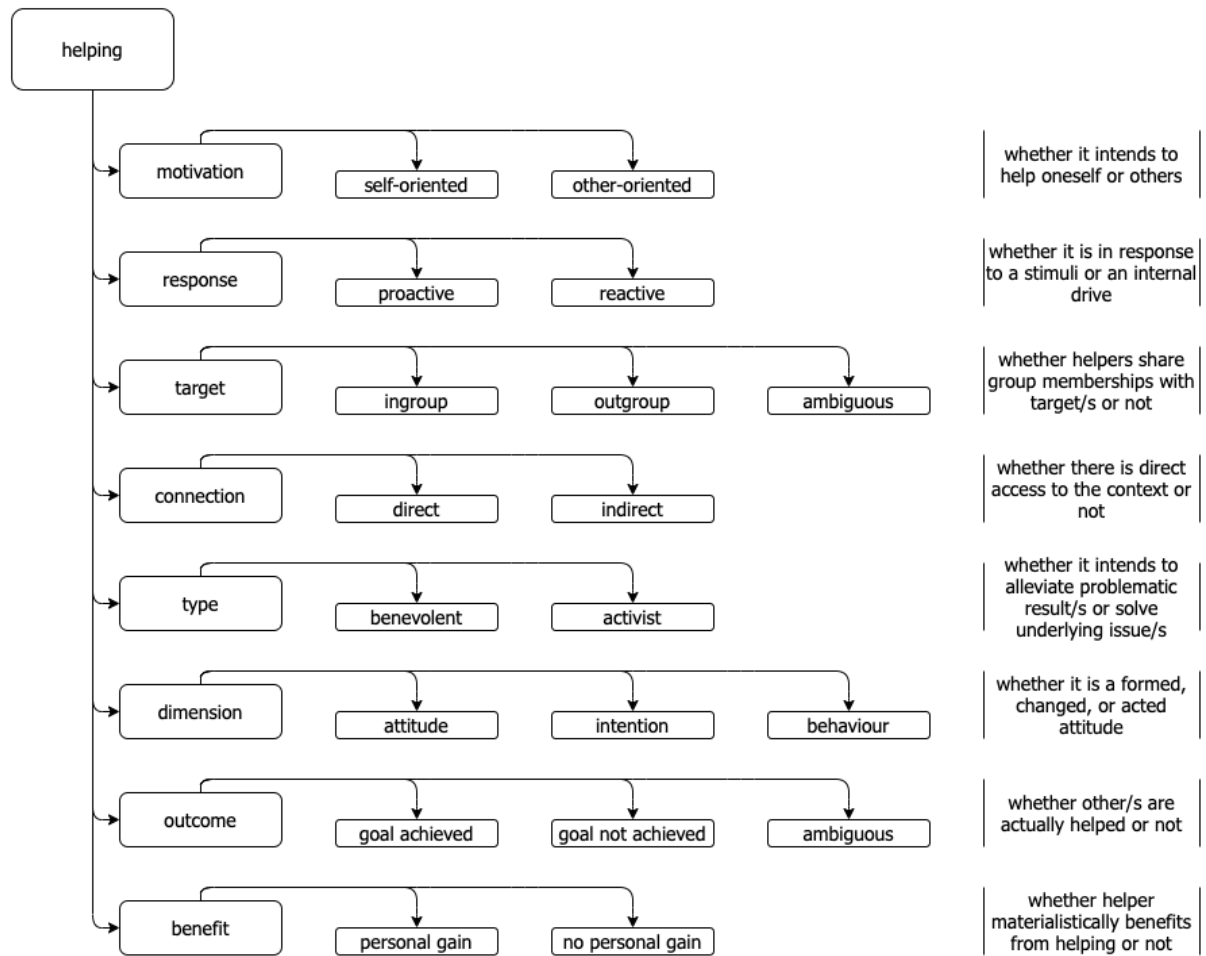 helping
motivation
self-oriented
other-oriented
whether it intends to
help oneself or others
response
proactive
reactive
whether it is in response
to a stimuli or an internal
drive
target
ingroup
outgroup
ambiguous
whether helpers share
group memberships with
target/s or not
connection
direct
indirect
whether there is direct
access to the context or
not
type
benevolent
activist
whether it intends to
alleviate problematic
result/s or solve
underlying issue/s
dimension
attitude
intention
behaviour
whether it is a formed,
changed, or acted
attitude
outcome
goal achieved
goal not achieved
ambiguous
whether other/s are
actually helped or not
benefit
personal gain
no personal gain
whether helper
materialistically benefits
from helping or not